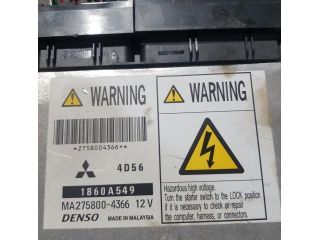 WARNING
*2758004366*
4D56
1860A549
MA275800-4366 12V
DENSO MADE IN MALAYSIA
WARNING
Hazardous high voltage.
Turn the starter switch to the LOCK position
if it is necessary to check or repair
the computer, harness, or connectors.